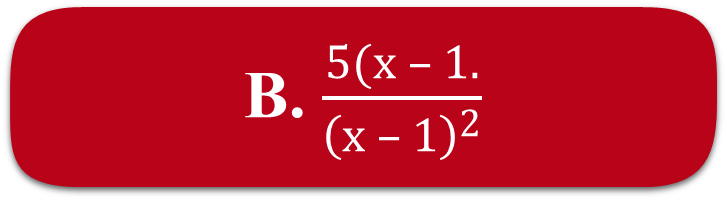 B. 5(x – 1.
(x – 1)²